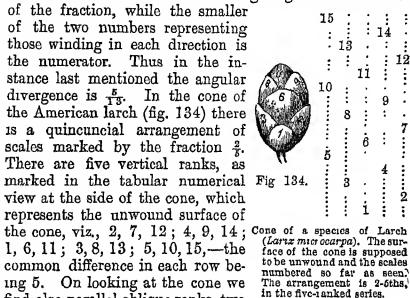 of the fraction, while the smaller
of the two numbers representing
those winding in each direction is
the numerator. Thus in the in-
stance last mentioned the angular
divergence is 5/13. In the cone of
the American larch (fig. 134) there
is a quincuncial arrangement of
scales marked by the fraction 2/5.
There are five vertical ranks, as
marked in the tabular numerical
view at the side of the cone, which
represents the unwound surface of
the cone, viz., 2, 7, 12; 4, 9, 14;
1, 6, 11; 3, 8, 13; 5, 10, 15,—the
common difference in each row be-
ing 5. On looking at the cone we
15
14
13
12
11
10
9
8
7
6
5
4
3
2
1
6
Fig 134.
Cone of a species of Larch
(Larix microcarpa). The sur-
face of the cone is supposed
to be unwound and the scales
numbered so far as seen.
The arrangement is 2-5ths,
in the five-ranked series.